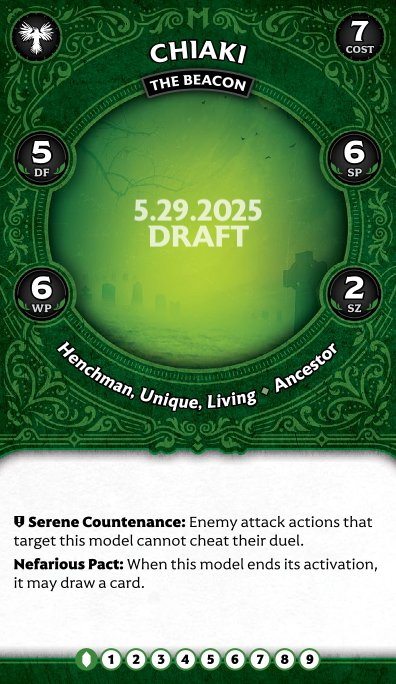 CHIAKI
THE BEACON
7
COST
5
DF
6
SP
5.29.2025
DRAFT
6
WP
2
SZ
Henchman, Unique, Living ♦ Ancestor
Serene Countenance: Enemy attack actions that
target this model cannot cheat their duel.
Nefarious Pact: When this model ends its activation,
it may draw a card.
1 2 3 4 5 6 7 8 9